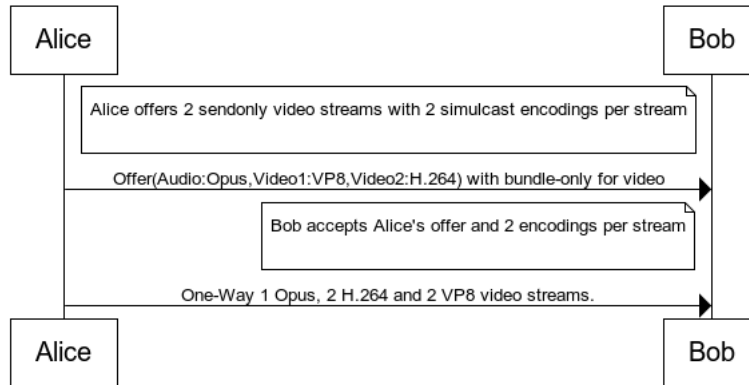 Alice
Bob
Alice offers 2 sendonly video streams with 2 simulcast encodings per stream
Offer(Audio:Opus,Video1:VP8,Video2:H.264) with bundle-only for video
Bob accepts Alice's offer and 2 encodings per stream
One-Way 1 Opus, 2 H.264 and 2 VP8 video streams.
Alice
Bob